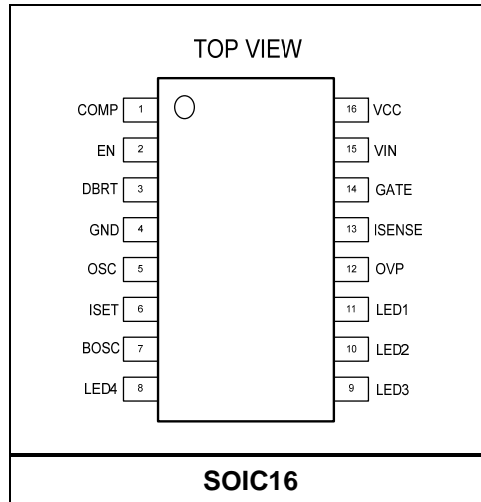 TOP VIEW
COMP 1 16 VCC
EN 2 15 VIN
DBRT 3 14 GATE
GND 4 13 ISENSE
OSC 5 12 OVP
ISET 6 11 LED1
BOSC 7 10 LED2
LED4 8 9 LED3
SOIC16